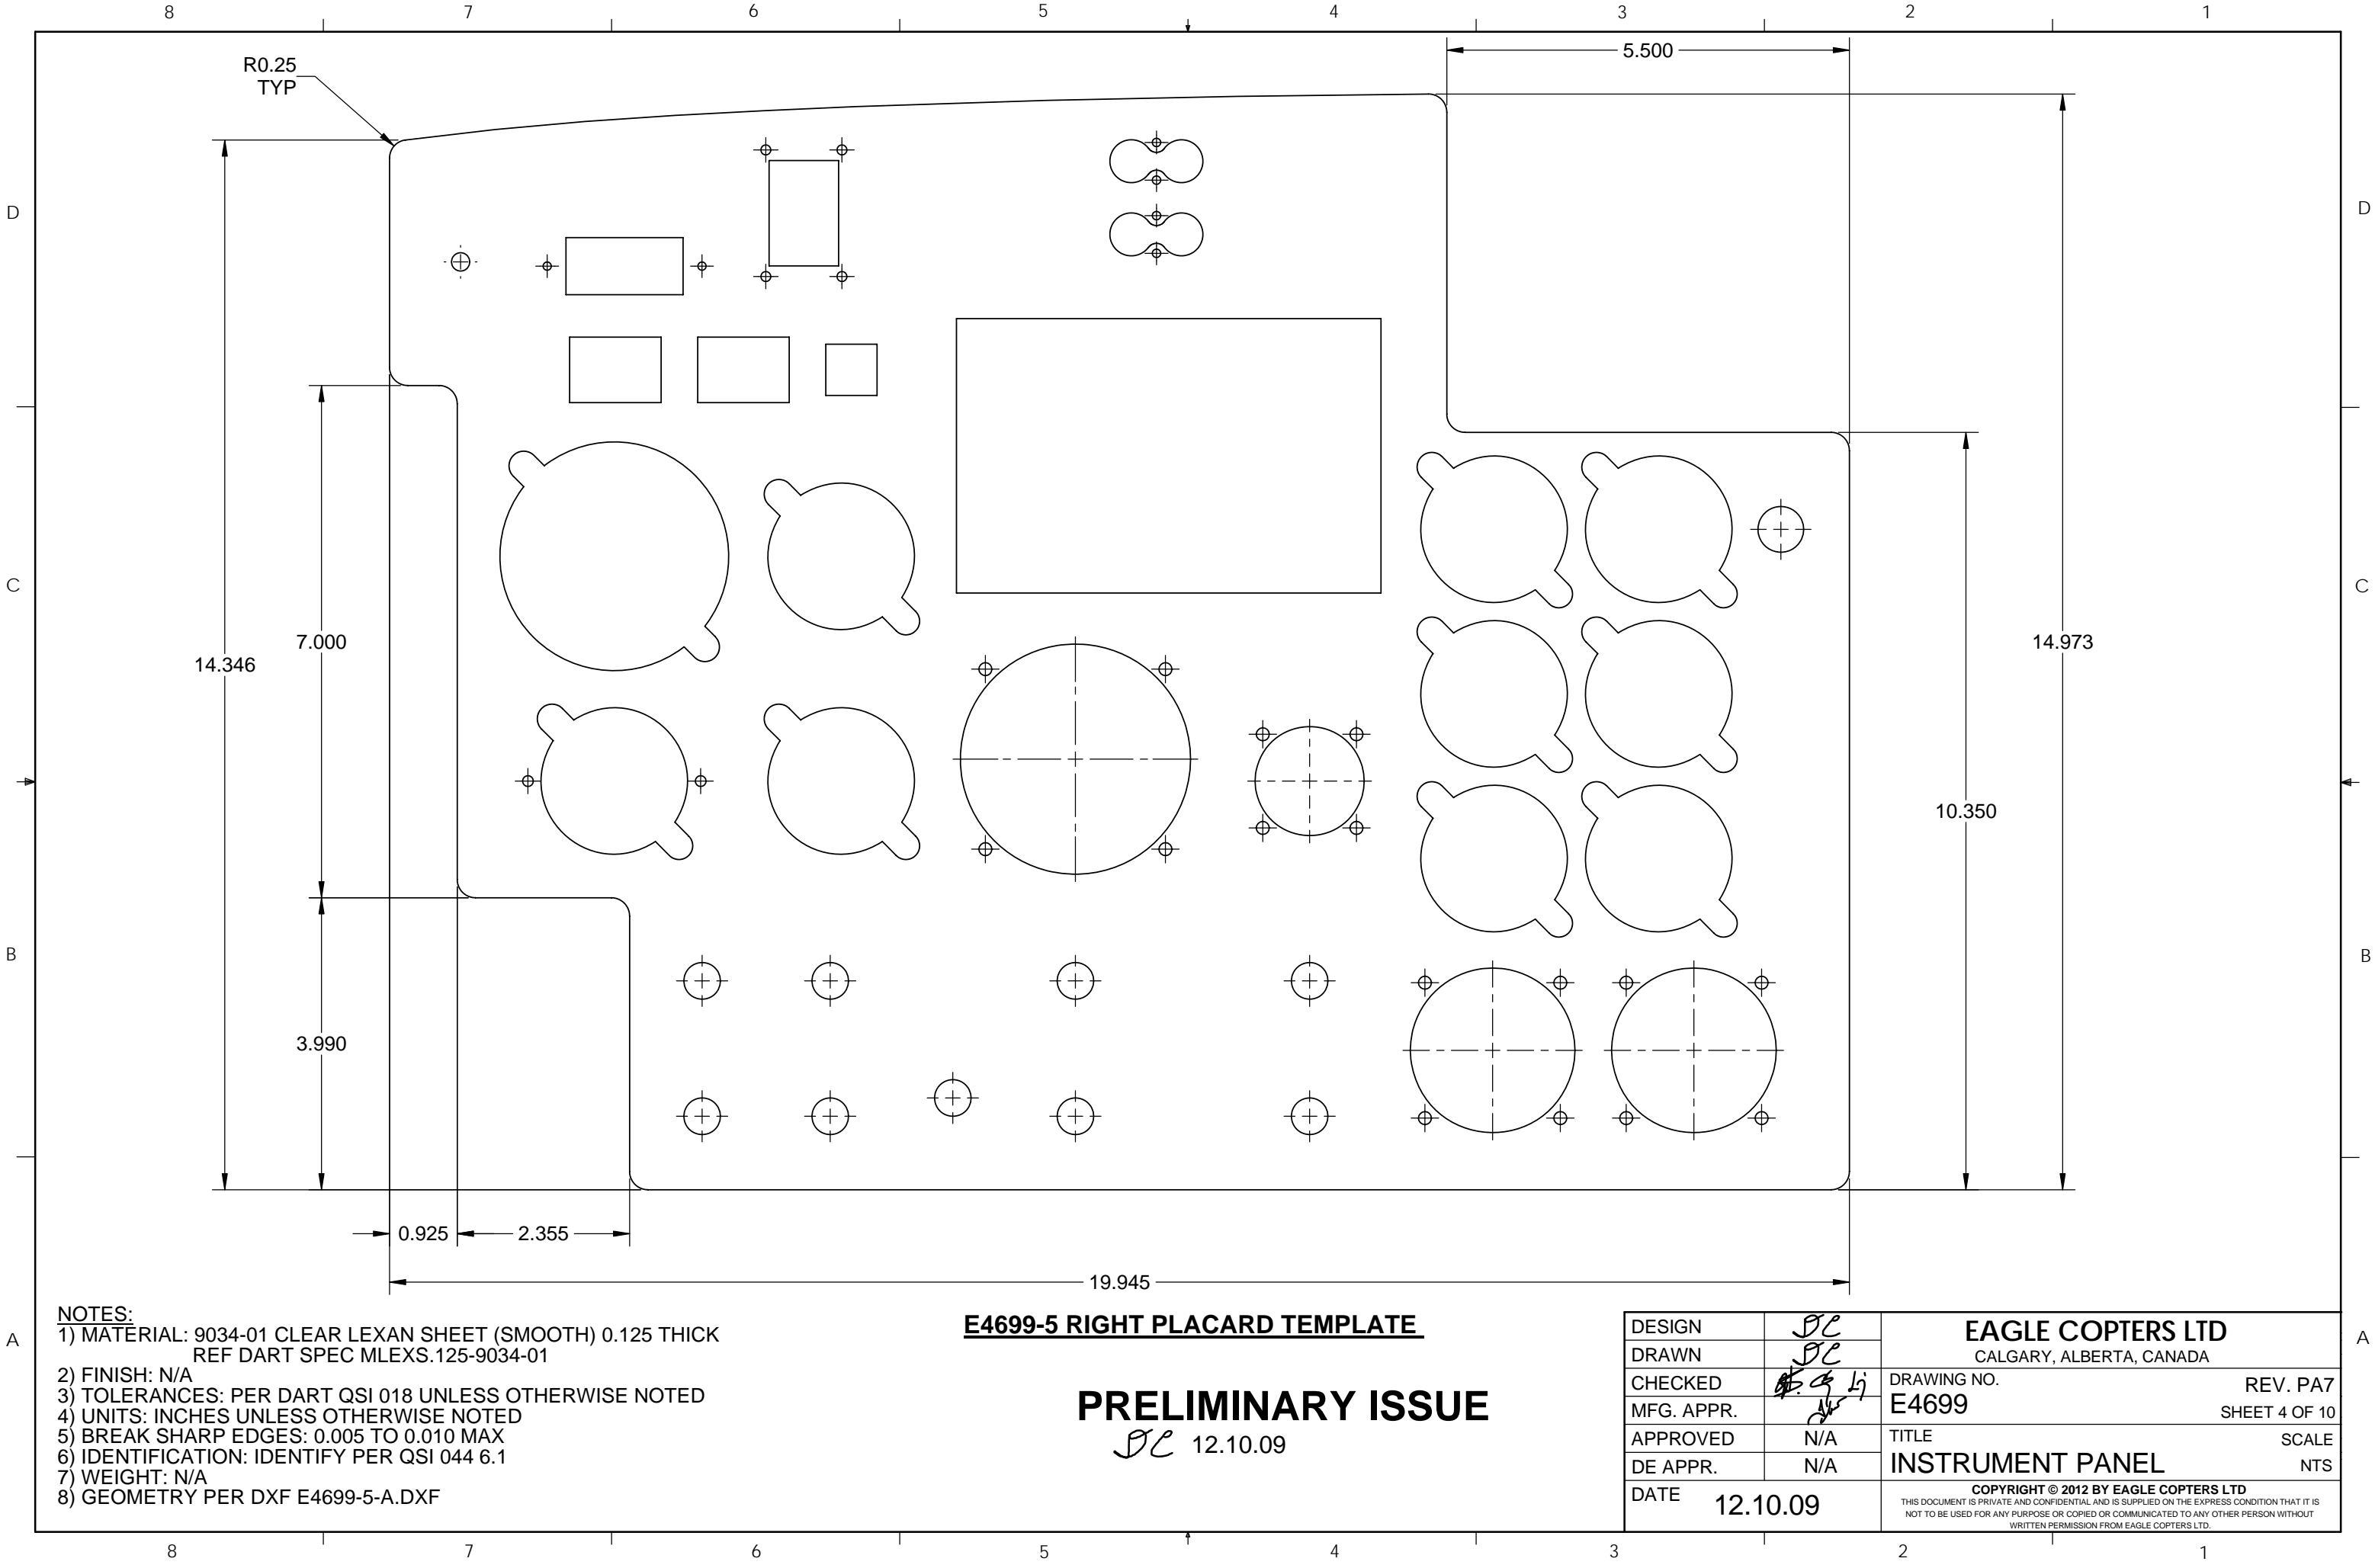 8 7 6 5 4 3 2 1
R0.25
TYP
5.500
D D
C C
7.000
14.346
14.973
10.350
B B
3.990
0.925 2.355
19.945
A A
NOTES:
1) MATERIAL: 9034-01 CLEAR LEXAN SHEET (SMOOTH) 0.125 THICK
REF DART SPEC MLEXS.125-9034-01
2) FINISH: N/A
3) TOLERANCES: PER DART QSI 018 UNLESS OTHERWISE NOTED
4) UNITS: INCHES UNLESS OTHERWISE NOTED
5) BREAK SHARP EDGES: 0.005 TO 0.010 MAX
6) IDENTIFICATION: IDENTIFY PER QSI 044 6.1
7) WEIGHT: N/A
8) GEOMETRY PER DXF E4699-5-A.DXF
E4699-5 RIGHT PLACARD TEMPLATE
PRELIMINARY ISSUE
DC 12.10.09
DESIGN DC
DRAWN DC
CHECKED
MFG. APPR.
APPROVED N/A
DE APPR. N/A
DATE 12.10.09
EAGLE COPTERS LTD
CALGARY, ALBERTA, CANADA
DRAWING NO.
E4699
REV. PA7
SHEET 4 OF 10
TITLE
INSTRUMENT PANEL
SCALE
NTS
COPYRIGHT © 2012 BY EAGLE COPTERS LTD
THIS DOCUMENT IS PRIVATE AND CONFIDENTIAL AND IS SUPPLIED ON THE EXPRESS CONDITION THAT IT IS
NOT TO BE USED FOR ANY PURPOSE OR COPIED OR COMMUNICATED TO ANY OTHER PERSON WITHOUT
WRITTEN PERMISSION FROM EAGLE COPTERS LTD.
8 7 6 5 4 3 2 1